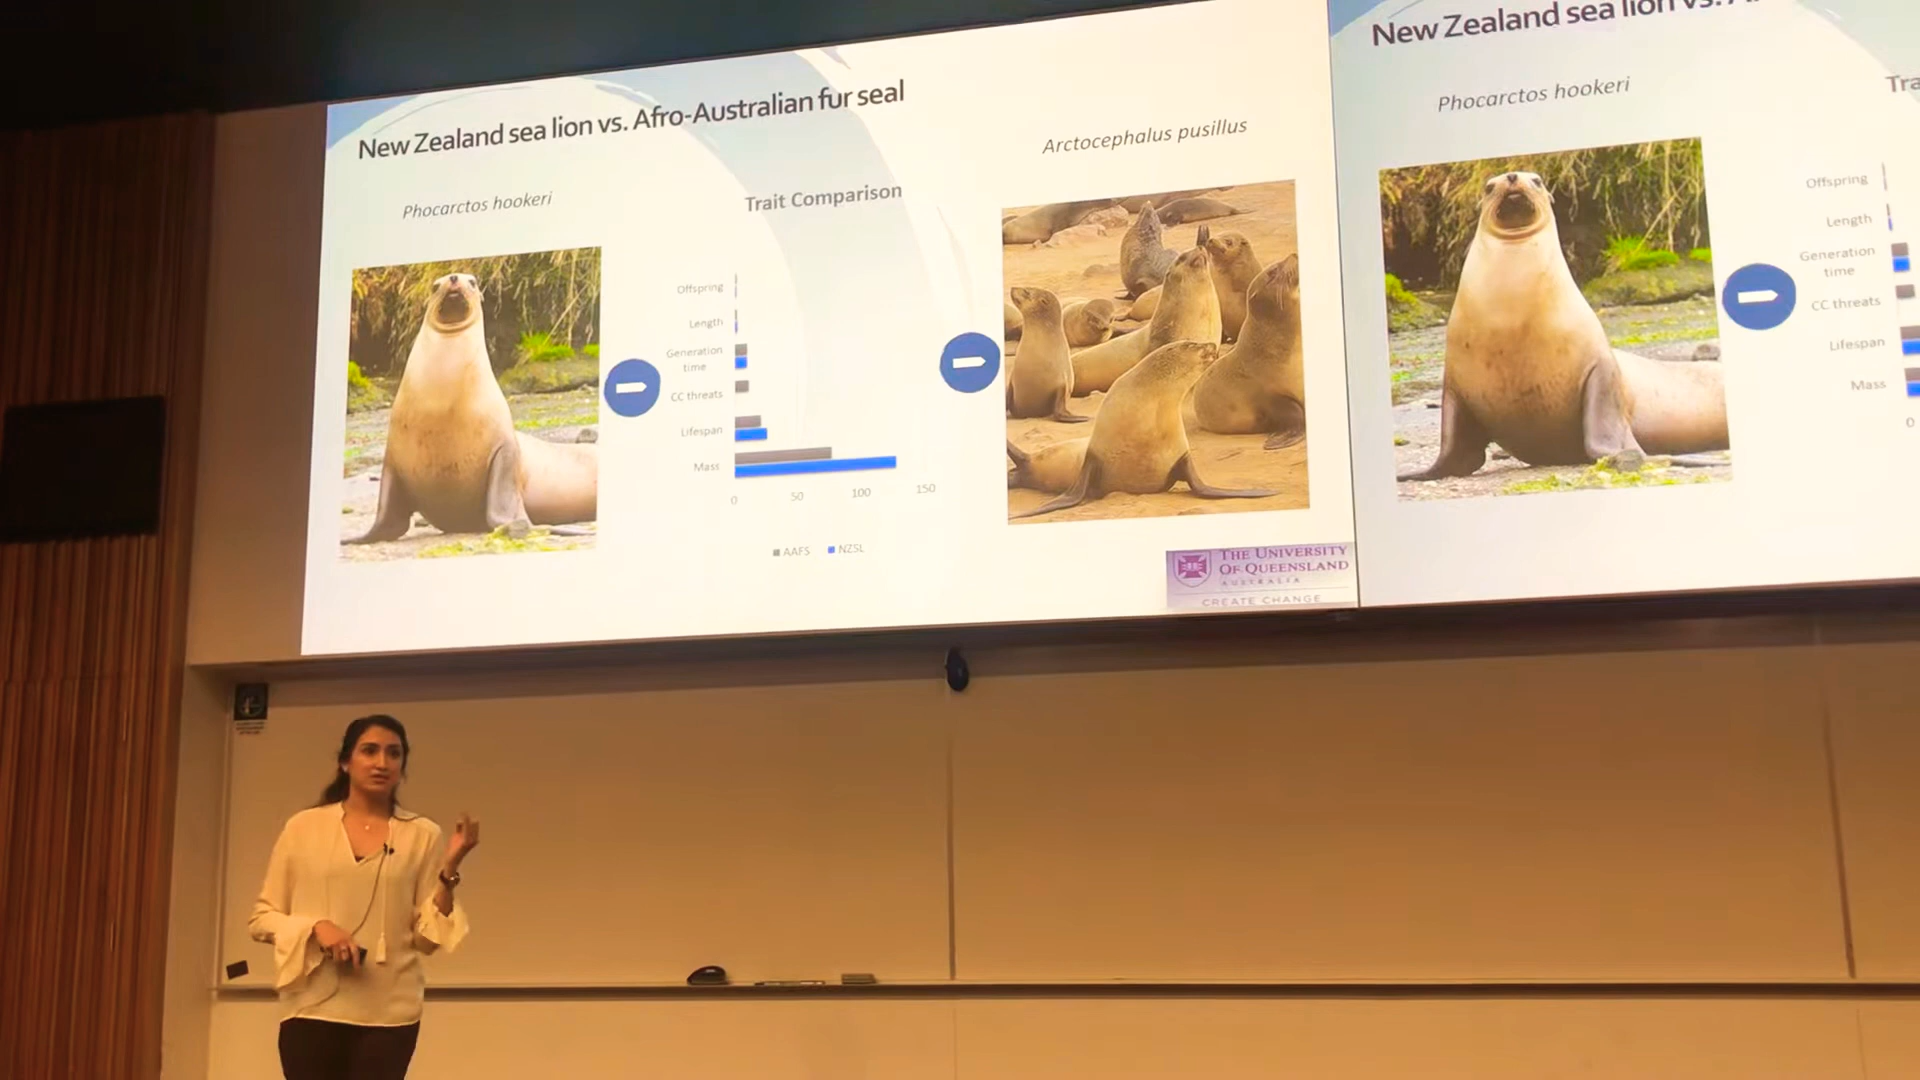 New Zealand sea lion vs. Afro-Australian fur seal
Phocarctos hookeri
Trait Comparison
Arctocephalus pusillus
Offspring
Length
Generation
time
CC threats
Lifespan
Mass
0
50
100
150
AAFS
NZSL
THE UNIVERSITY
OF QUEENSLAND
AUSTRALIA
CREATE CHANGE
New Zealand sea lion vs. A
Phocarctos hookeri
Tra
Offspring
Length
Generation
time
CC threats
Lifespan
Mass
0